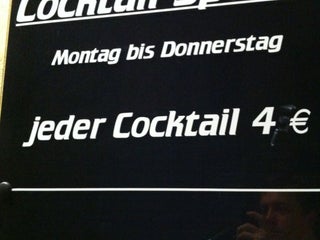 Cocktail
Montag bis Donnerstag
jeder Cocktail 4 €